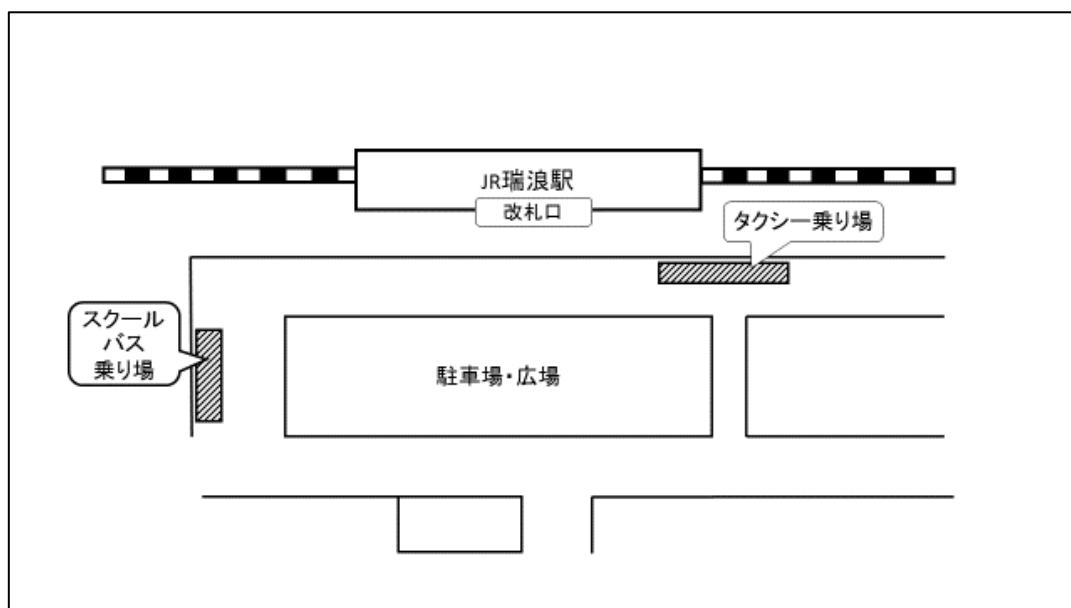 JR瑞浪駅
改札口
タクシー乗り場
スクール
バス
乗り場
駐車場・広場